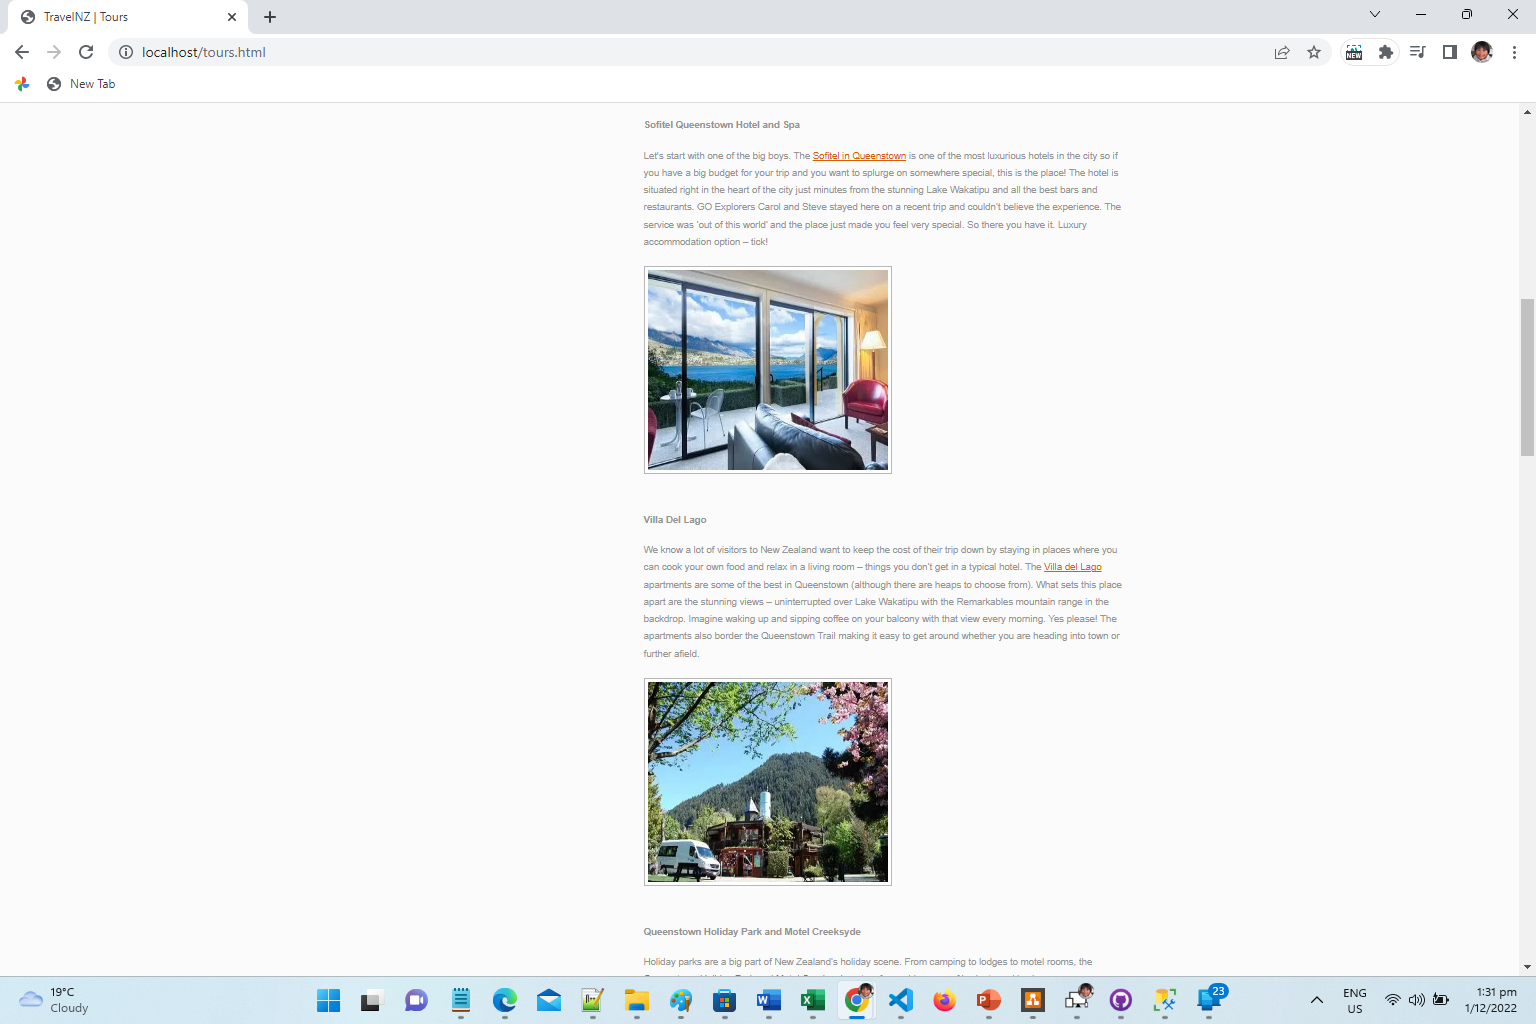 TravelNZ | Tours
localhost/tours.html
NEW
New Tab
Sofitel Queenstown Hotel and Spa
Let's start with one of the big boys. The Sofitel in Queenstown is one of the most luxurious hotels in the city so if
you have a big budget for your trip and you want to splurge on somewhere special, this is the place! The hotel is
situated right in the heart of the city just minutes from the stunning Lake Wakatipu and all the best bars and
restaurants. GO Explorers Carol and Steve stayed here on a recent trip and couldn't believe the experience. The
service was 'out of this world' and the place just made you feel very special. So there you have it. Luxury
accommodation option – tick!
Villa Del Lago
We know a lot of visitors to New Zealand want to keep the cost of their trip down by staying in places where you
can cook your own food and relax in a living room – things you don't get in a typical hotel. The Villa del Lago
apartments are some of the best in Queenstown (although there are heaps to choose from). What sets this place
apart are the stunning views – uninterrupted over Lake Wakatipu with the Remarkables mountain range in the
backdrop. Imagine waking up and sipping coffee on your balcony with that view every morning. Yes please! The
apartments also border the Queenstown Trail making it easy to get around whether you are heading into town or
further afield.
Queenstown Holiday Park and Motel Creeksyde
Holiday parks are a big part of New Zealand's holiday scene. From camping to lodges to motel rooms, the
19°C
Cloudy
23
ENG
US
1:31 pm
1/12/2022